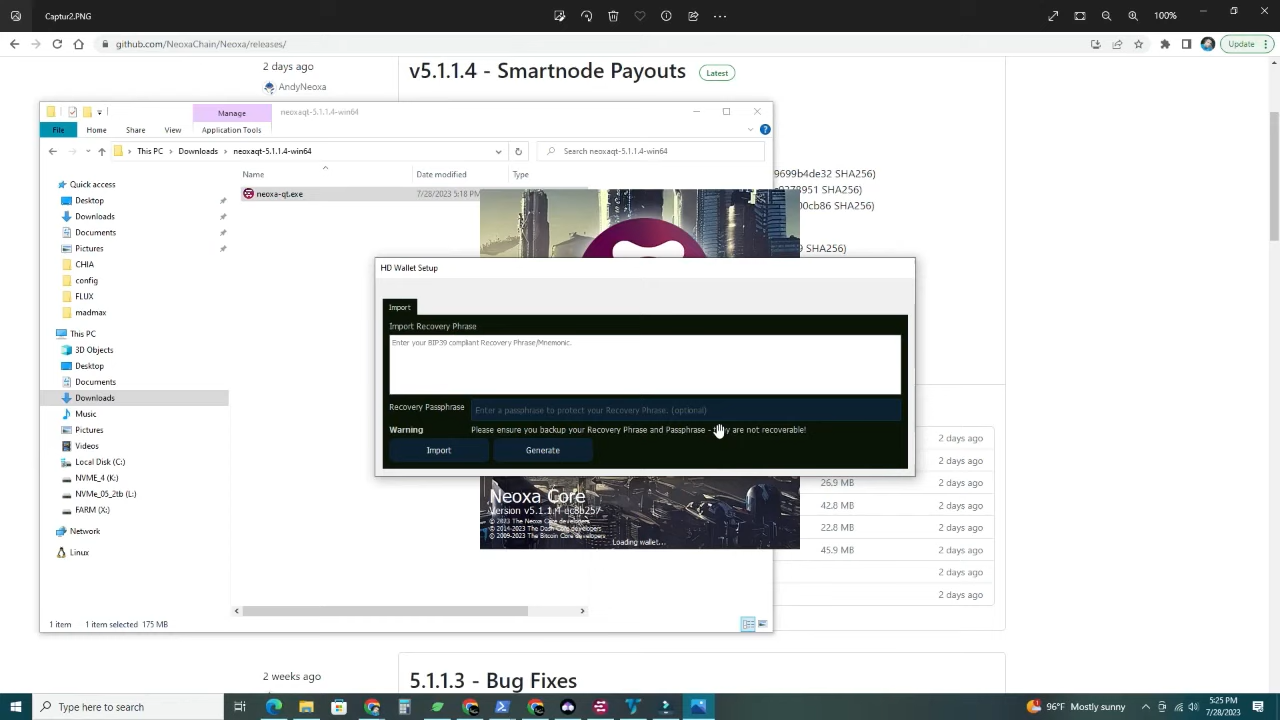 Captur2.PNG
100%
github.com/NeoxaChain/Neoxa/releases/
Update
2 days ago
AndyNeoxa
v5.1.1.4 - Smartnode Payouts
Latest
Manage
neoxaqt-5.1.1.4-win64
File
Home
Share
View
Application Tools
This PC
Downloads
neoxaqt-5.1.1.4-win64
Search neoxaqt-5.1.1.4-win64
Name
Date modified
Type
neoxa-qt.exe
7/28/2023 5:18 PM
Quick access
Desktop
Downloads
Documents
Pictures
CHIA
config
FLUX
madmax
This PC
3D Objects
Desktop
Documents
Downloads
Music
Pictures
Videos
Local Disk (C:)
NVME_4 (K:)
NVMe_05_2tb (L:)
FARM (X:)
Network
Linux
1 item
1 item selected
175 MB
9699b4de32 SHA256)
SHA256)
00cb86 SHA256)
9 SHA256)
HD Wallet Setup
Import
Import Recovery Phrase
Enter your BIP39 compliant Recovery Phrase/Mnemonic.
Recovery Passphrase
Enter a passphrase to protect your Recovery Phrase. (optional)
Warning
Please ensure you backup your Recovery Phrase and Passphrase - are not recoverable!
Import
Generate
Neoxa Core
Version v5.1.1.4
© 2023 The Neoxa Core developers
© 2014-2023 The Dash Core developers
© 2009-2023 The Bitcoin Core developers
Loading wallet...
2 days ago
2 days ago
26.9 MB
2 days ago
42.8 MB
2 days ago
22.8 MB
2 days ago
45.9 MB
2 days ago
2 days ago
2 days ago
2 weeks ago
5.1.1.3 - Bug Fixes
Type here to search
96°F Mostly sunny
5:25 PM
7/28/2023